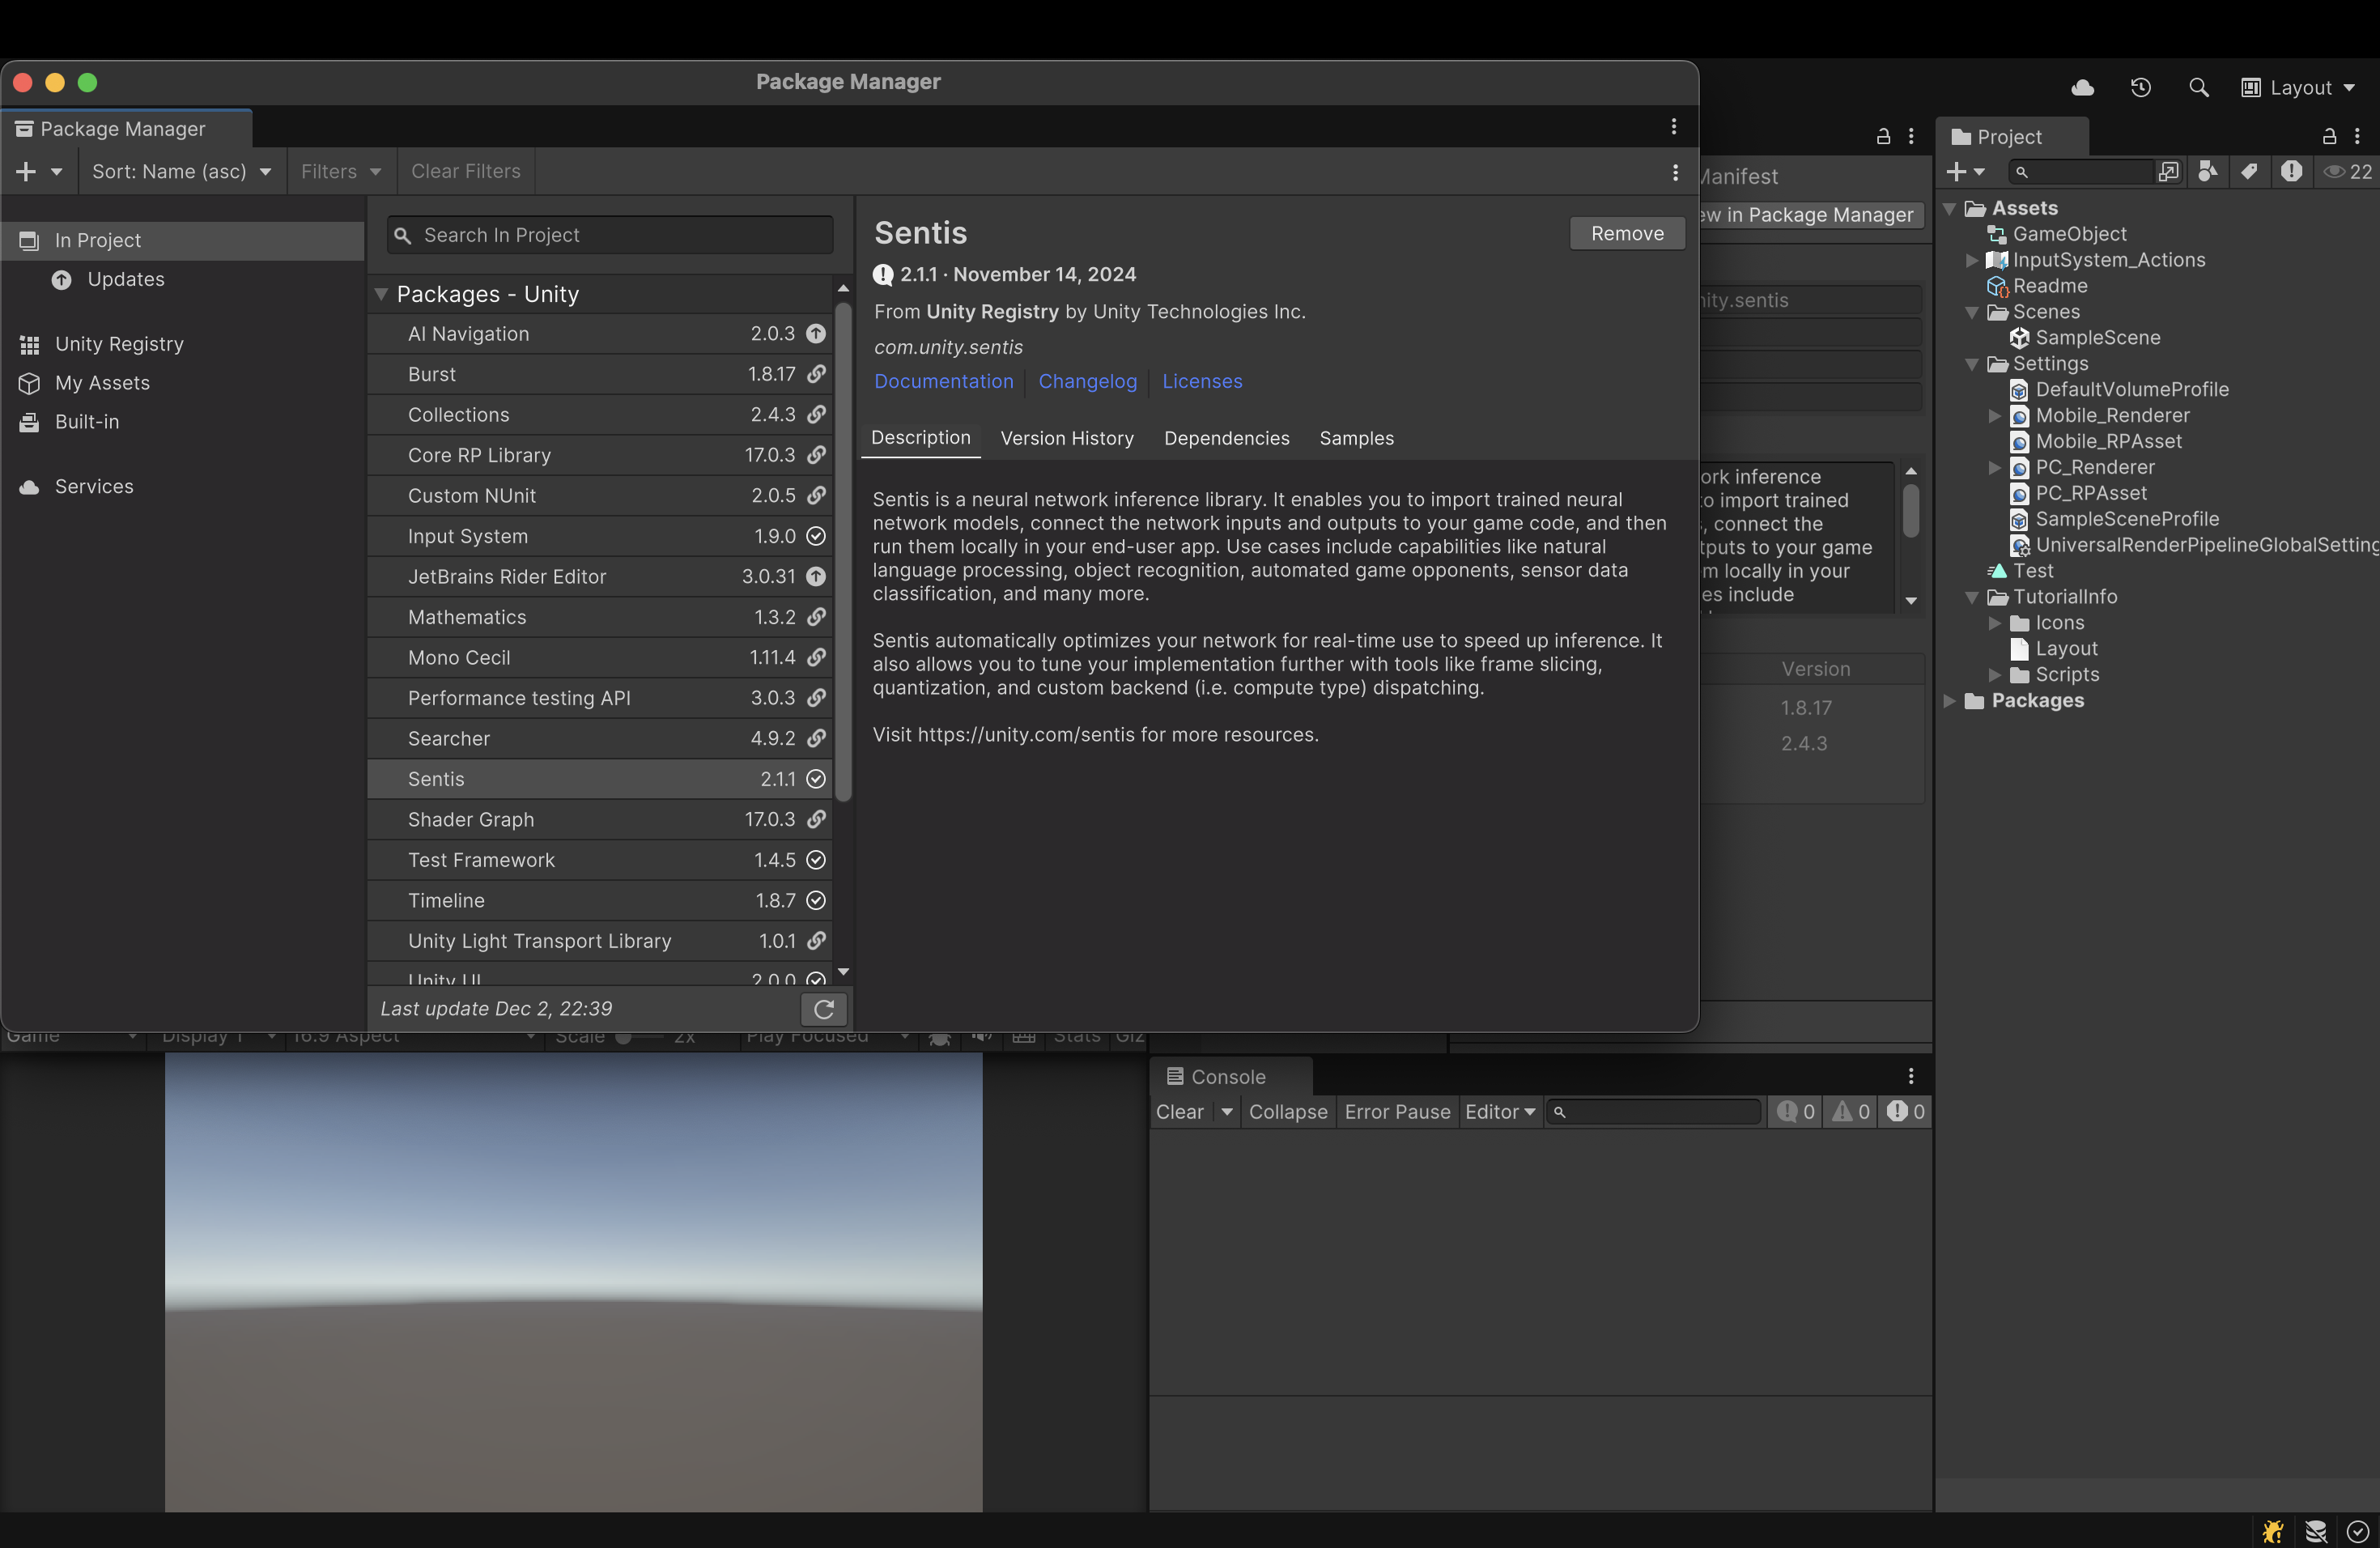 Package Manager
Layout
Package Manager
Sort: Name (asc)
Filters
Clear Filters
In Project
Updates
Unity Registry
My Assets
Built-in
Services
Search In Project
Packages - Unity
AI Navigation 2.0.3
Burst 1.8.17
Collections 2.4.3
Core RP Library 17.0.3
Custom NUnit 2.0.5
Input System 1.9.0
JetBrains Rider Editor 3.0.31
Mathematics 1.3.2
Mono Cecil 1.11.4
Performance testing API 3.0.3
Searcher 4.9.2
Sentis 2.1.1
Shader Graph 17.0.3
Test Framework 1.4.5
Timeline 1.8.7
Unity Light Transport Library 1.0.1
Unity UI 2.0.0
Last update Dec 2, 22:39
Sentis
Remove
2.1.1 · November 14, 2024
From Unity Registry by Unity Technologies Inc.
com.unity.sentis
Documentation
Changelog
Licenses
Description
Version History
Dependencies
Samples
Sentis is a neural network inference library. It enables you to import trained neural
network models, connect the network inputs and outputs to your game code, and then
run them locally in your end-user app. Use cases include capabilities like natural
language processing, object recognition, automated game opponents, sensor data
classification, and many more.
Sentis automatically optimizes your network for real-time use to speed up inference. It
also allows you to tune your implementation further with tools like frame slicing,
quantization, and custom backend (i.e. compute type) dispatching.
Visit https://unity.com/sentis for more resources.
Manifest
ew in Package Manager
nity.sentis
ork inference
to import trained
, connect the
tputs to your game
m locally in your
es include
Version
1.8.17
2.4.3
Project
22
Assets
GameObject
InputSystem_Actions
Readme
Scenes
SampleScene
Settings
DefaultVolumeProfile
Mobile_Renderer
Mobile_RPAsset
PC_Renderer
PC_RPAsset
SampleSceneProfile
UniversalRenderPipelineGlobalSetting
Test
TutorialInfo
Icons
Layout
Scripts
Packages
Game
Display 1
16:9 Aspect
Scale 2x
Play Focused
Stats
Giz
Console
Clear
Collapse
Error Pause
Editor
0
0
0